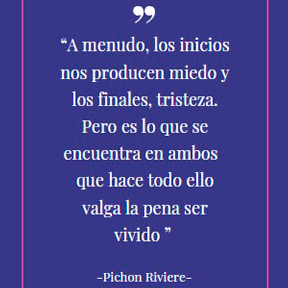 ”
“A menudo, los inicios
nos producen miedo y
los finales, tristeza.
Pero es lo que se
encuentra en ambos
que hace todo ello
valga la pena ser
vivido ”
-Pichon Riviere-